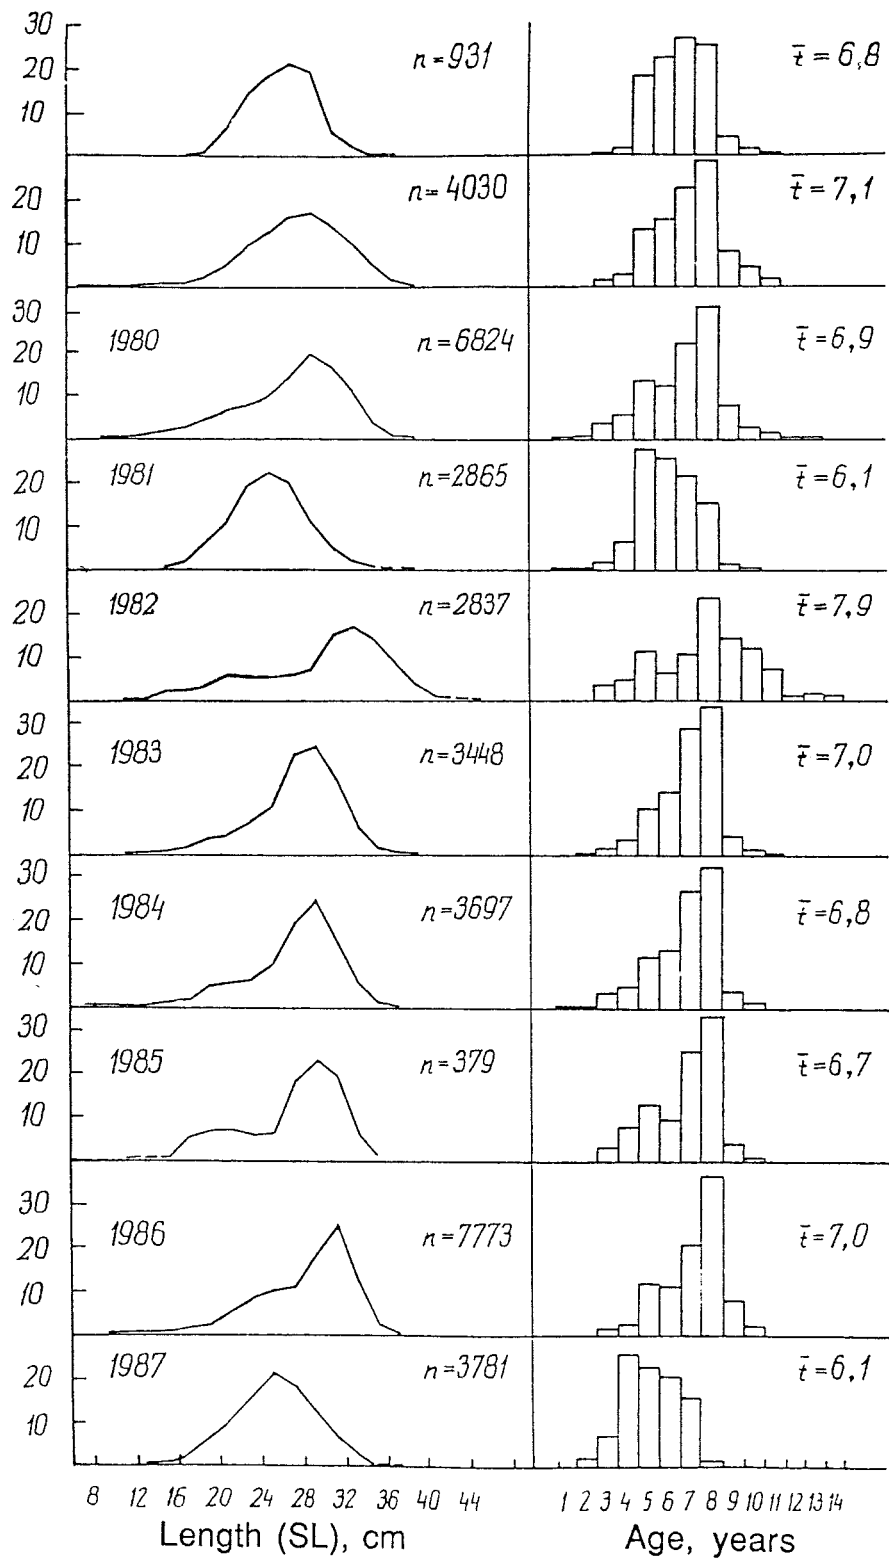 30
20
10
n=931
t̄=6,8
20
10
n=4030
t̄=7,1
30
20
10
1980
n=6824
t̄=6,9
20
10
1981
n=2865
t̄=6,1
20
10
1982
n=2837
t̄=7,9
30
20
10
1983
n=3448
t̄=7,0
30
20
10
1984
n=3697
t̄=6,8
30
20
10
1985
n=379
t̄=6,7
30
20
10
1986
n=7773
t̄=7,0
20
10
1987
n=3781
t̄=6,1
8 12 16 20 24 28 32 36 40 44
1 2 3 4 5 6 7 8 9 10 11 12 13 14
Length (SL), cm
Age, years